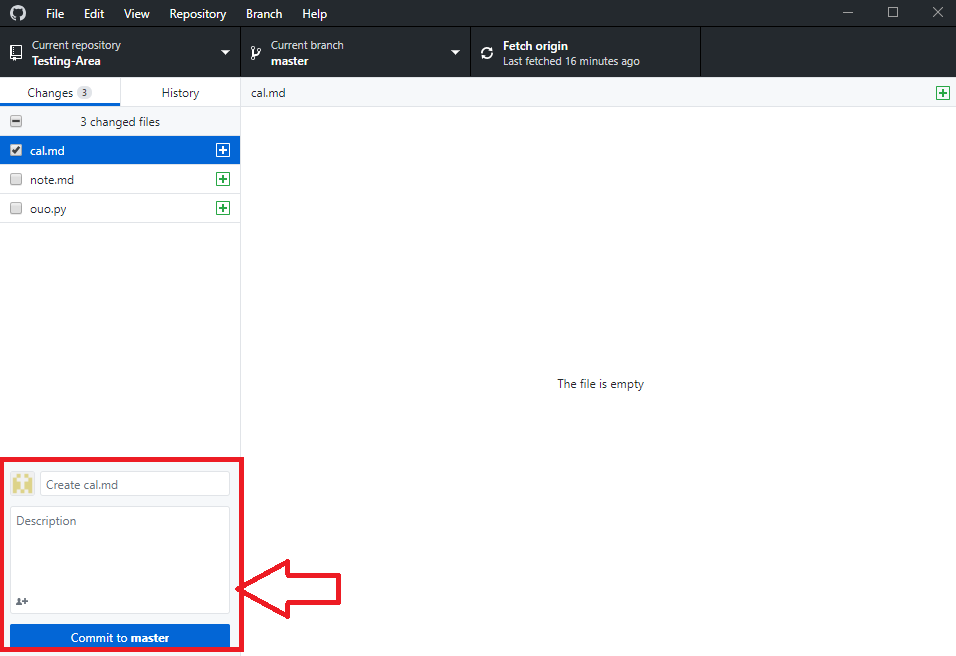 File Edit View Repository Branch Help
Current repository
Testing-Area
Current branch
master
Fetch origin
Last fetched 16 minutes ago
Changes 3
History
cal.md
3 changed files
cal.md
note.md
ouo.py
The file is empty
Create cal.md
Description
Commit to master